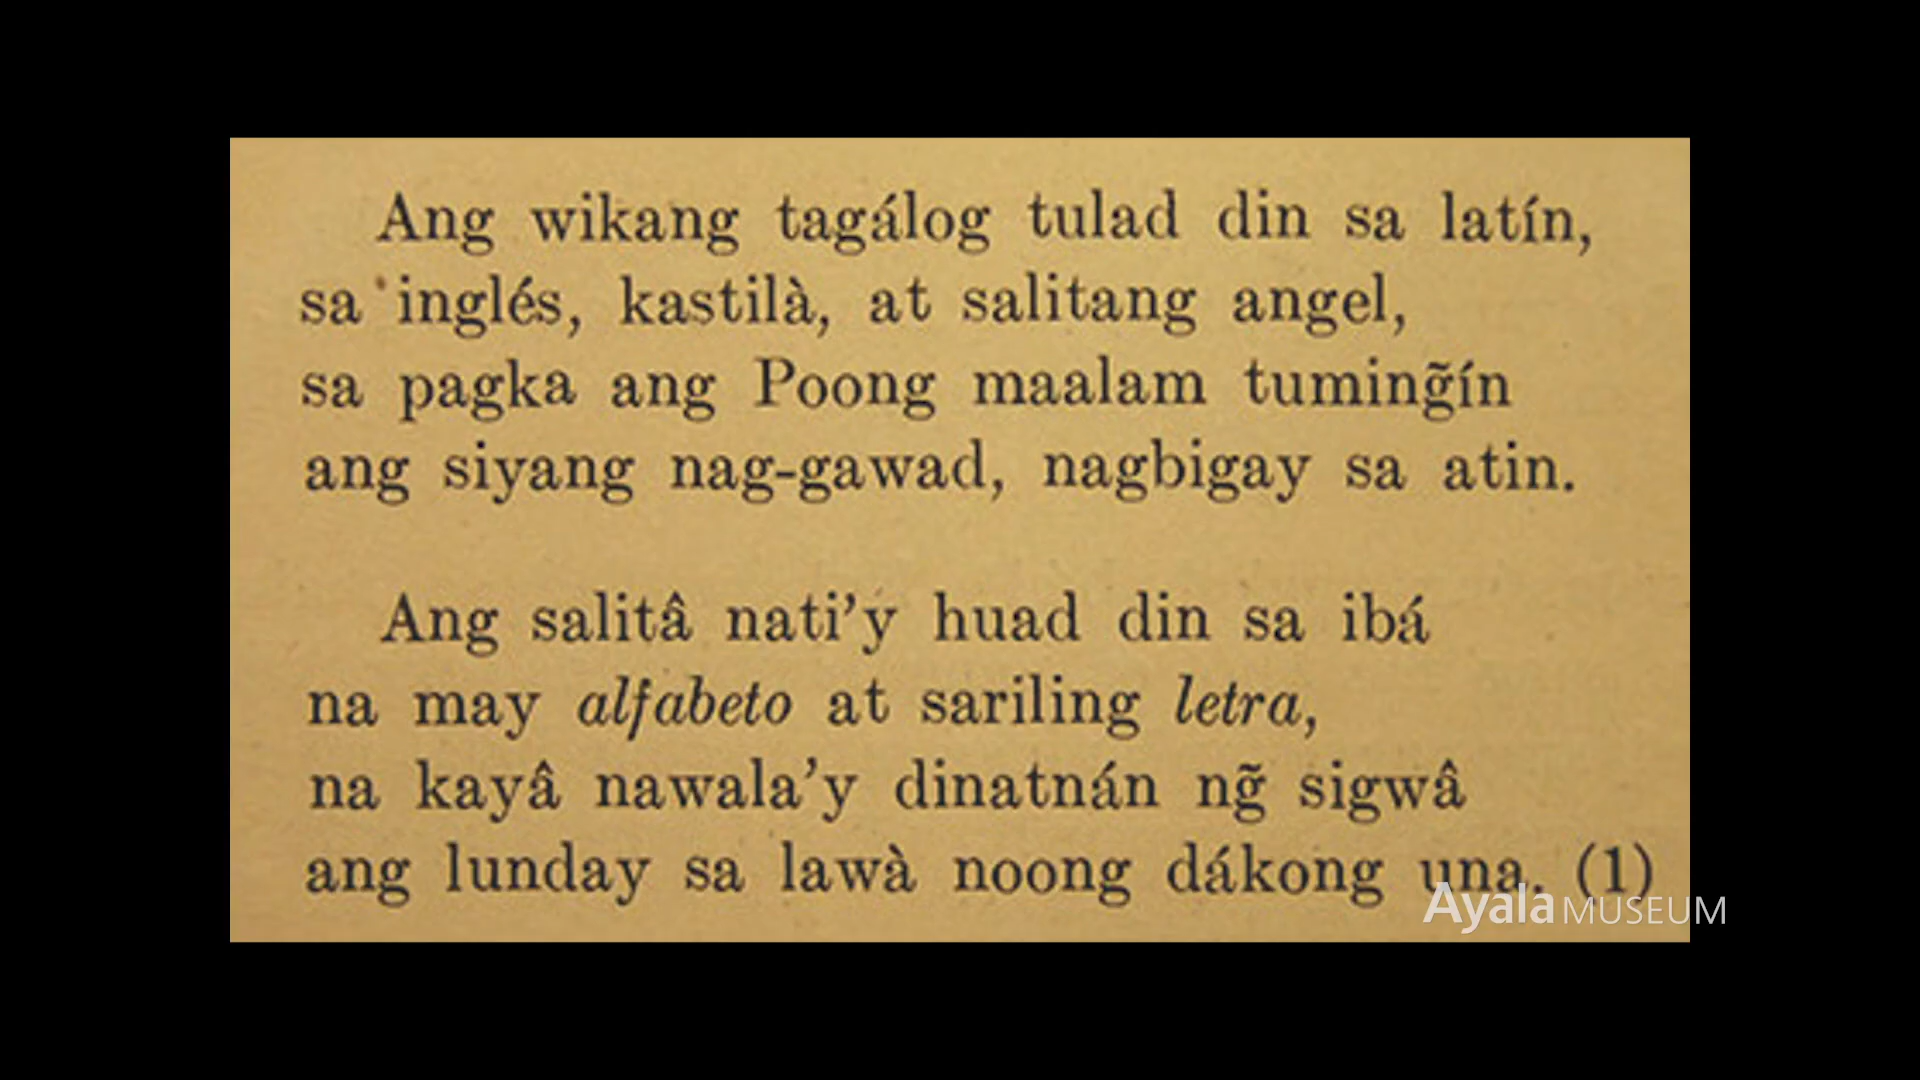 Ang wikang tagálog tulad din sa latín,
sa inglés, kastilà, at salitang angel,
sa pagka ang Poong maalam tuming̃ín
ang siyang nag-gawad, nagbigay sa atin.
Ang salitâ nati’y huad din sa ibá
na may alfabeto at sariling letra,
na kayâ nawala’y dinatnán ng̃ sigwâ
ang lunday sa lawà noong dákong una. (1)
Ayala MUSEUM